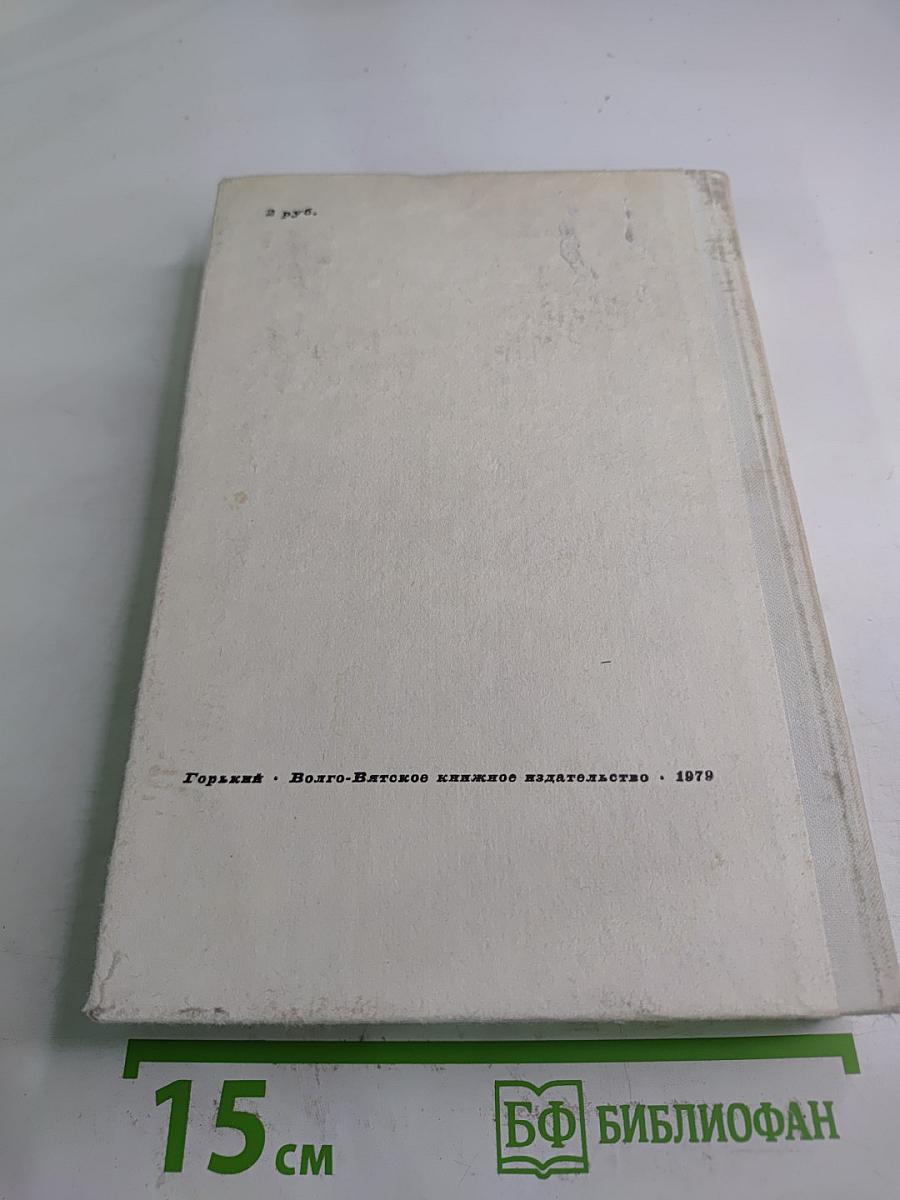 2 руб.
Горький · Волго-Вятское книжное издательство · 1979
15 см
БФ БИБЛИОФАН